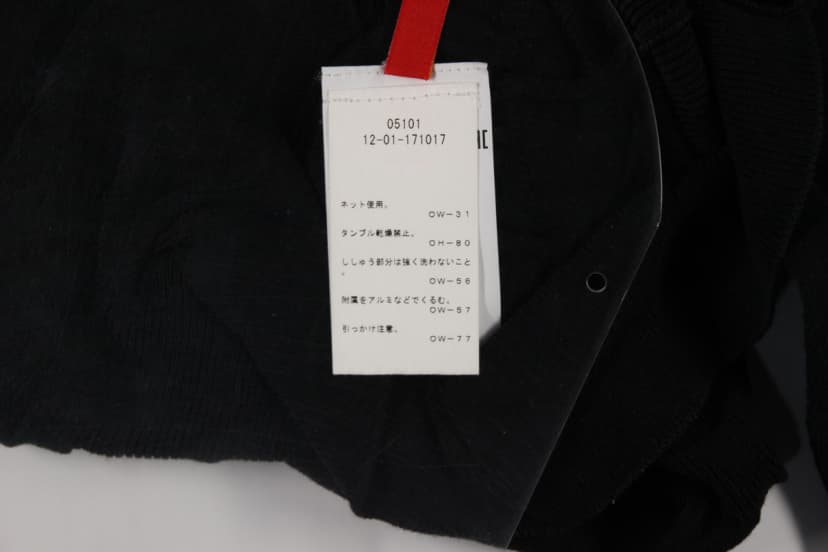 05101
12-01-171017
ネット使用。
OW-31
タンブル乾燥禁止。
OH-80
ししゅう部分は強く洗わないこと
。
OW-56
附属をアルミなどでくるむ。
OW-57
引っかけ注意。
OW-77